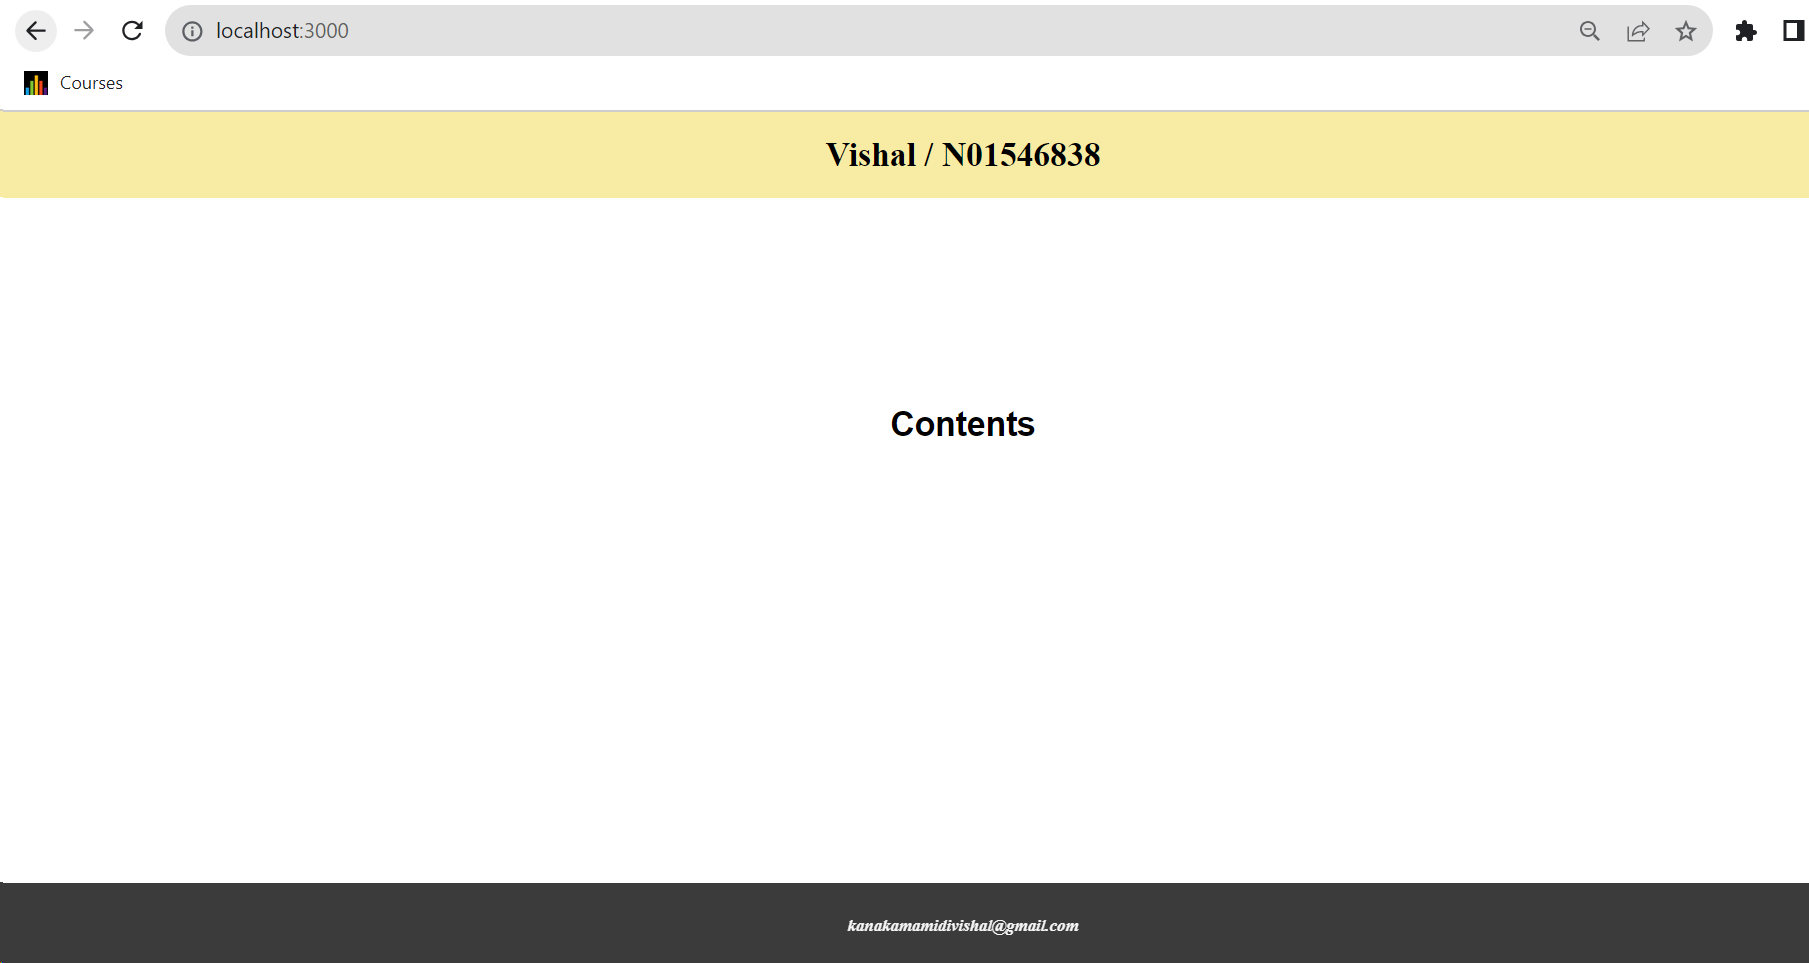 localhost:3000
Courses
Vishal / N01546838
Contents
kanakamamidivishal@gmail.com